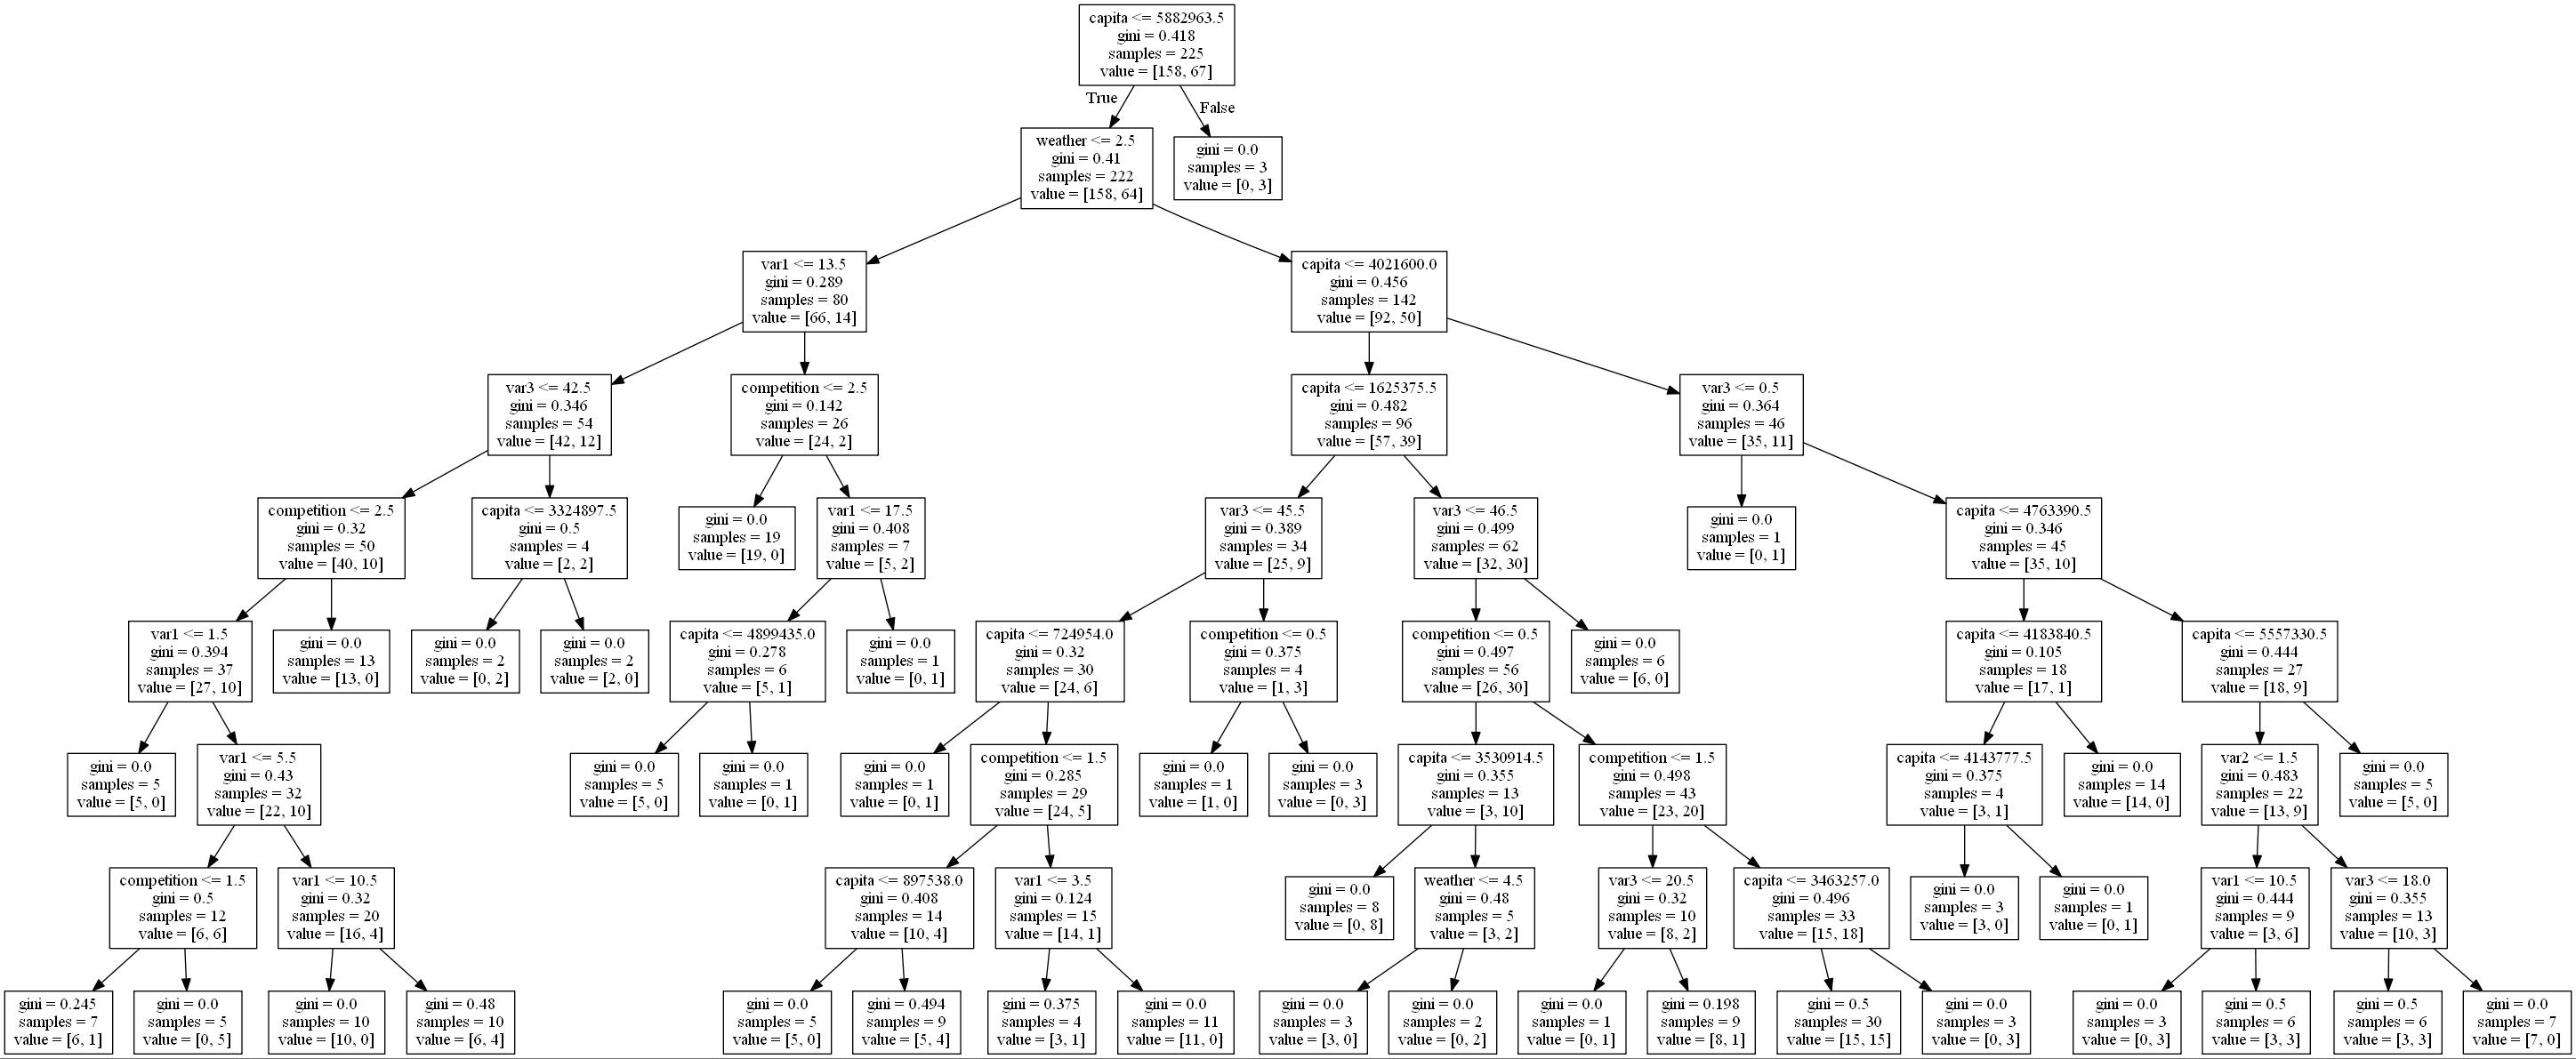 capita <= 5882963.5
gini = 0.418
samples = 225
value = [158, 67]
True
False
weather <= 2.5
gini = 0.41
samples = 222
value = [158, 64]
gini = 0.0
samples = 3
value = [0, 3]
var1 <= 13.5
gini = 0.289
samples = 80
value = [66, 14]
capita <= 4021600.0
gini = 0.456
samples = 142
value = [92, 50]
var3 <= 42.5
gini = 0.346
samples = 54
value = [42, 12]
competition <= 2.5
gini = 0.142
samples = 26
value = [24, 2]
capita <= 1625375.5
gini = 0.482
samples = 96
value = [57, 39]
var3 <= 0.5
gini = 0.364
samples = 46
value = [35, 11]
competition <= 2.5
gini = 0.32
samples = 50
value = [40, 10]
capita <= 3324897.5
gini = 0.5
samples = 4
value = [2, 2]
gini = 0.0
samples = 19
value = [19, 0]
var1 <= 17.5
gini = 0.408
samples = 7
value = [5, 2]
var3 <= 45.5
gini = 0.389
samples = 34
value = [25, 9]
var3 <= 46.5
gini = 0.499
samples = 62
value = [32, 30]
gini = 0.0
samples = 1
value = [0, 1]
capita <= 4763390.5
gini = 0.346
samples = 45
value = [35, 10]
var1 <= 1.5
gini = 0.394
samples = 37
value = [27, 10]
gini = 0.0
samples = 13
value = [13, 0]
gini = 0.0
samples = 2
value = [0, 2]
gini = 0.0
samples = 2
value = [2, 0]
capita <= 4899435.0
gini = 0.278
samples = 6
value = [5, 1]
gini = 0.0
samples = 1
value = [0, 1]
capita <= 724954.0
gini = 0.32
samples = 30
value = [24, 6]
competition <= 0.5
gini = 0.375
samples = 4
value = [1, 3]
competition <= 0.5
gini = 0.497
samples = 56
value = [26, 30]
gini = 0.0
samples = 6
value = [6, 0]
capita <= 4183840.5
gini = 0.105
samples = 18
value = [17, 1]
capita <= 5557330.5
gini = 0.444
samples = 27
value = [18, 9]
gini = 0.0
samples = 5
value = [5, 0]
var1 <= 5.5
gini = 0.43
samples = 32
value = [22, 10]
gini = 0.0
samples = 5
value = [5, 0]
gini = 0.0
samples = 1
value = [0, 1]
gini = 0.0
samples = 1
value = [0, 1]
competition <= 1.5
gini = 0.285
samples = 29
value = [24, 5]
gini = 0.0
samples = 1
value = [1, 0]
gini = 0.0
samples = 3
value = [0, 3]
capita <= 3530914.5
gini = 0.355
samples = 13
value = [3, 10]
competition <= 1.5
gini = 0.498
samples = 43
value = [23, 20]
capita <= 4143777.5
gini = 0.375
samples = 4
value = [3, 1]
gini = 0.0
samples = 14
value = [14, 0]
var2 <= 1.5
gini = 0.483
samples = 22
value = [13, 9]
gini = 0.0
samples = 5
value = [5, 0]
competition <= 1.5
gini = 0.5
samples = 12
value = [6, 6]
var1 <= 10.5
gini = 0.32
samples = 20
value = [16, 4]
capita <= 897538.0
gini = 0.408
samples = 14
value = [10, 4]
var1 <= 3.5
gini = 0.124
samples = 15
value = [14, 1]
gini = 0.0
samples = 8
value = [0, 8]
weather <= 4.5
gini = 0.48
samples = 5
value = [3, 2]
var3 <= 20.5
gini = 0.32
samples = 10
value = [8, 2]
capita <= 3463257.0
gini = 0.496
samples = 33
value = [15, 18]
gini = 0.0
samples = 3
value = [3, 0]
gini = 0.0
samples = 1
value = [0, 1]
var1 <= 10.5
gini = 0.444
samples = 9
value = [3, 6]
var3 <= 18.0
gini = 0.355
samples = 13
value = [10, 3]
gini = 0.245
samples = 7
value = [6, 1]
gini = 0.0
samples = 5
value = [0, 5]
gini = 0.0
samples = 10
value = [10, 0]
gini = 0.48
samples = 10
value = [6, 4]
gini = 0.0
samples = 5
value = [5, 0]
gini = 0.494
samples = 9
value = [5, 4]
gini = 0.375
samples = 4
value = [3, 1]
gini = 0.0
samples = 11
value = [11, 0]
gini = 0.0
samples = 3
value = [3, 0]
gini = 0.0
samples = 2
value = [0, 2]
gini = 0.0
samples = 1
value = [0, 1]
gini = 0.198
samples = 9
value = [8, 1]
gini = 0.5
samples = 30
value = [15, 15]
gini = 0.0
samples = 3
value = [0, 3]
gini = 0.0
samples = 3
value = [0, 3]
gini = 0.5
samples = 6
value = [3, 3]
gini = 0.5
samples = 6
value = [3, 3]
gini = 0.0
samples = 7
value = [7, 0]